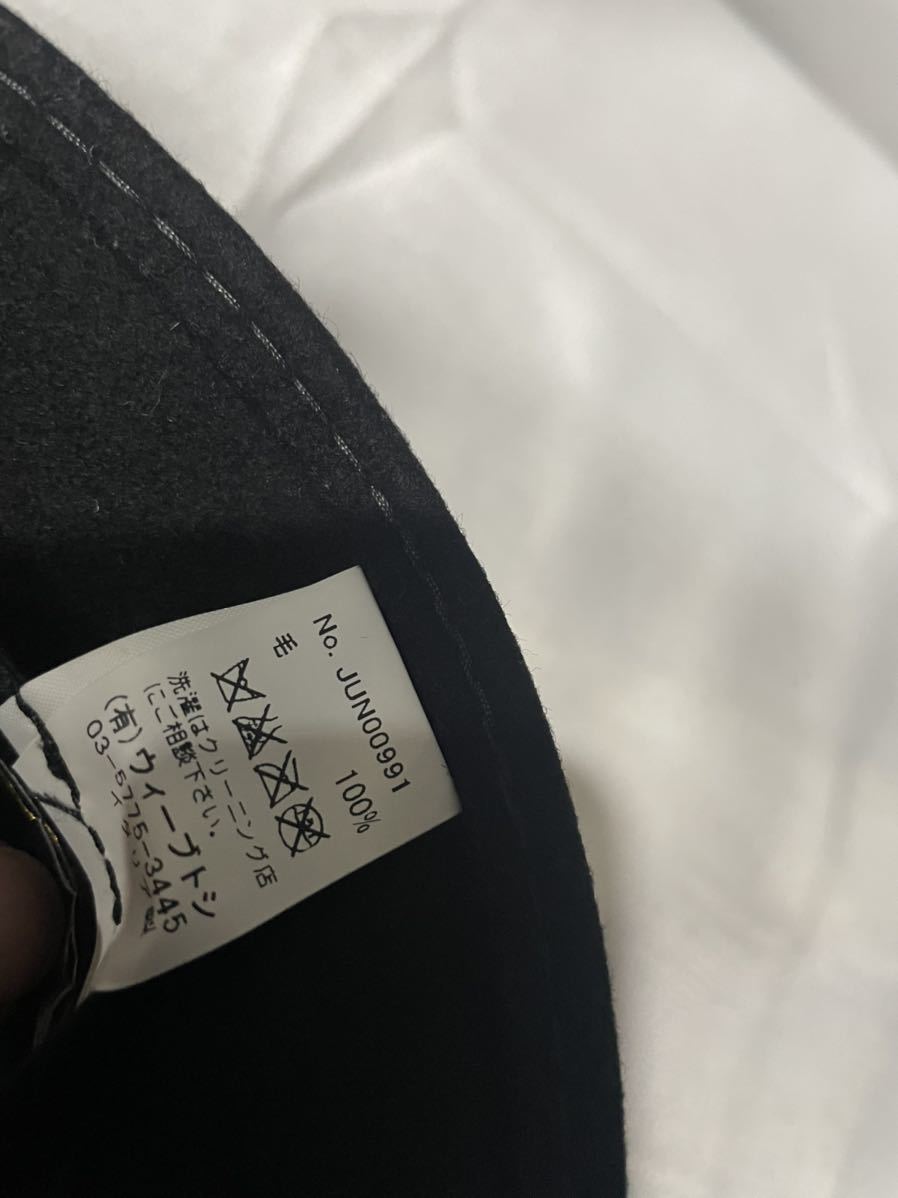 No. JUN00991
毛 100%
洗濯はクリーニング店
にご相談下さい.
(有)ウィーブトシ
03-5775-3445